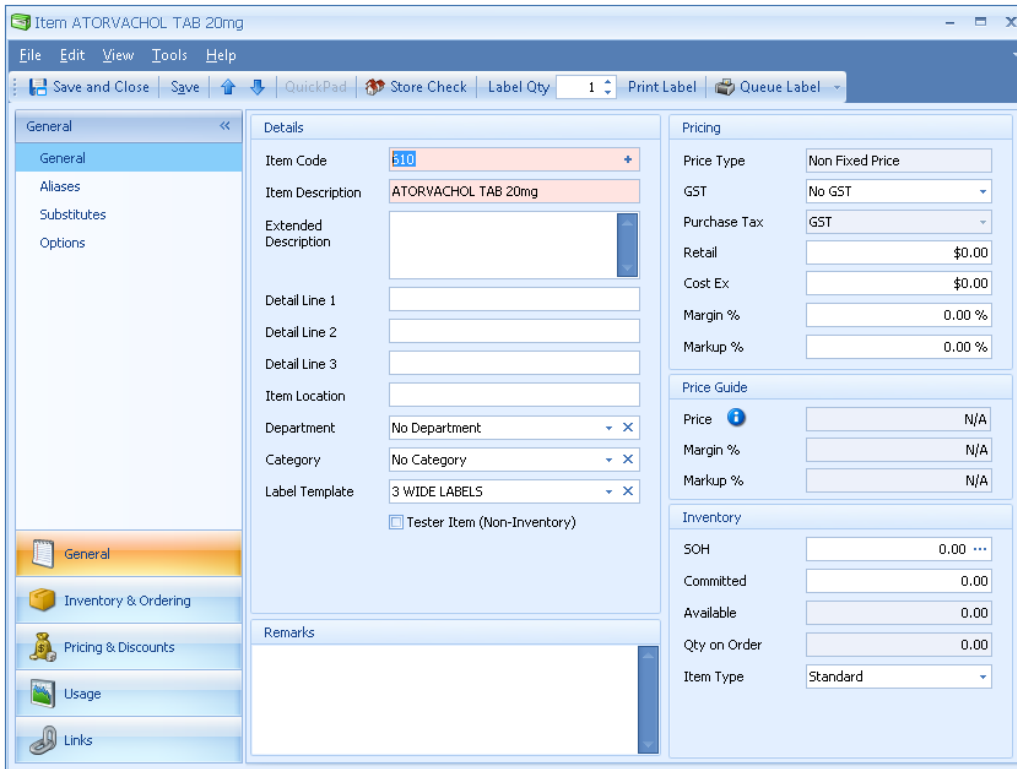 Item ATORVACHOL TAB 20mg
File Edit View Tools Help
Save and Close Save QuickPad Store Check Label Qty 1 Print Label Queue Label
General
General
Aliases
Substitutes
Options
General
Inventory & Ordering
Pricing & Discounts
Usage
Links
Details
Item Code 610
Item Description ATORVACHOL TAB 20mg
Extended
Description
Detail Line 1
Detail Line 2
Detail Line 3
Item Location
Department No Department
Category No Category
Label Template 3 WIDE LABELS
Tester Item (Non-Inventory)
Remarks
Pricing
Price Type Non Fixed Price
GST No GST
Purchase Tax GST
Retail $0.00
Cost Ex $0.00
Margin % 0.00 %
Markup % 0.00 %
Price Guide
Price N/A
Margin % N/A
Markup % N/A
Inventory
SOH 0.00
Committed 0.00
Available 0.00
Qty on Order 0.00
Item Type Standard